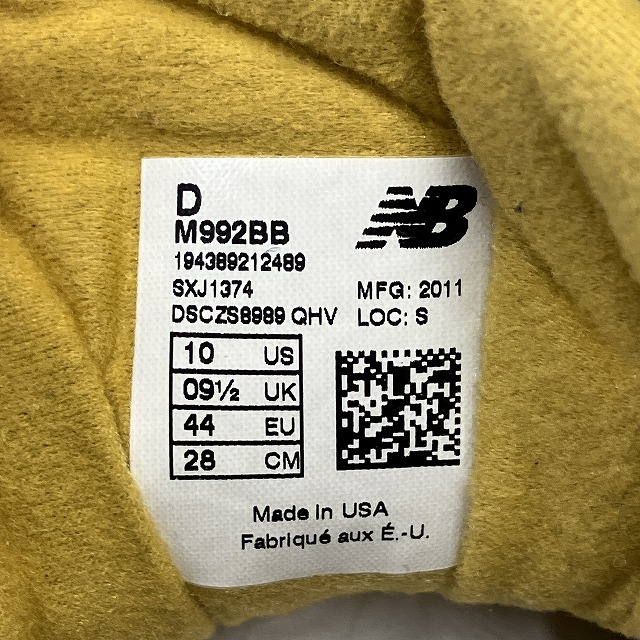 D
NB
M992BB
194389212489
SXJ1374
MFG: 2011
DSCZS8989 QHV
LOC: S
10 US
09½ UK
44 EU
28 CM
Made in USA
Fabriqué aux É.-U.